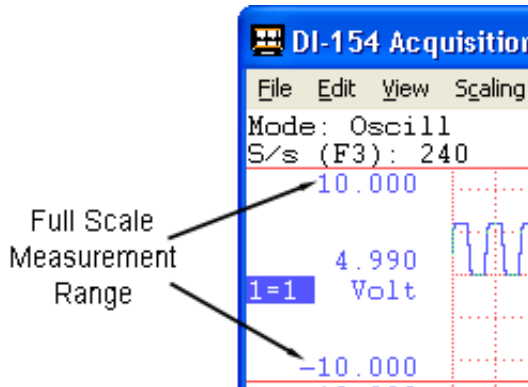 DI-154 Acquisition
File Edit View Scaling
Mode: Oscill
S/s (F3): 240
10.000
Full Scale
Measurement
Range
4.990
1=1 Volt
-10.000